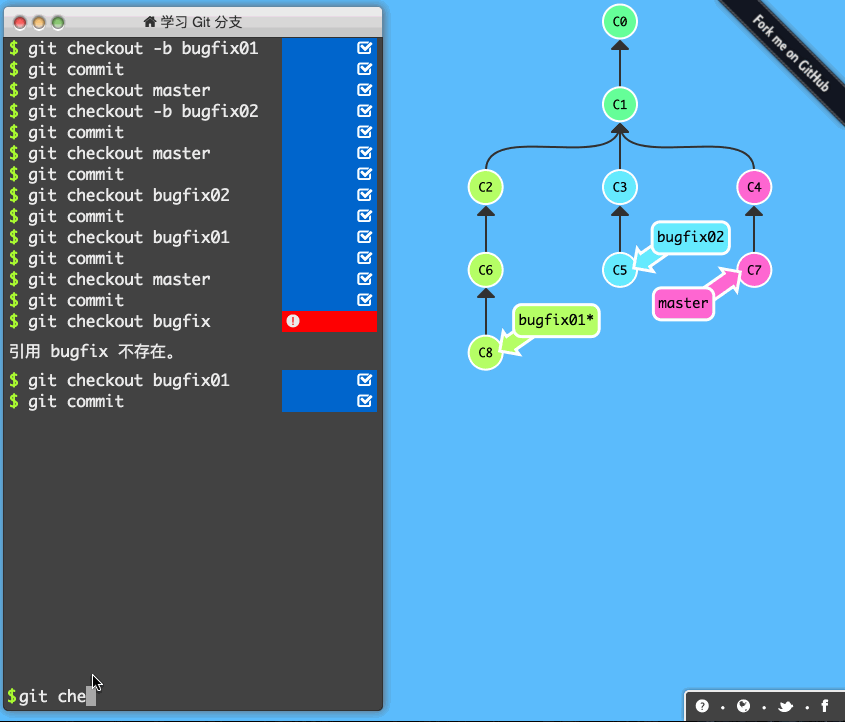 学习 Git 分支
$ git checkout -b bugfix01
$ git commit
$ git checkout master
$ git checkout -b bugfix02
$ git commit
$ git checkout master
$ git commit
$ git checkout bugfix02
$ git commit
$ git checkout bugfix01
$ git commit
$ git checkout master
$ git commit
$ git checkout bugfix
引用 bugfix 不存在。
$ git checkout bugfix01
$ git commit
$git che
C0
C1
C2
C3
C4
bugfix02
C6
C5
C7
master
bugfix01*
C8
Fork me on GitHub